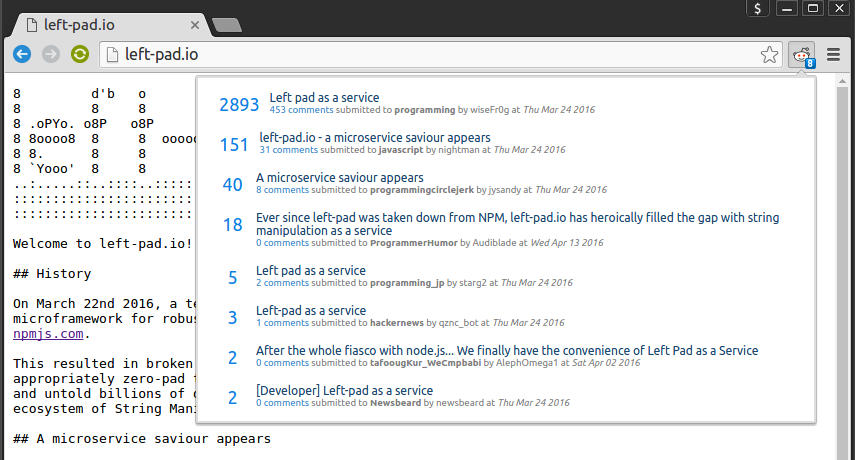 $
left-pad.io
left-pad.io
8
8         d'b   o
8         8     8
8 .oPYo. o8P   o8P
8 8oooo8  8     8  ooooo
8 8.      8     8
8 `Yooo'  8     8
..:.....::..::::..:::::
:::::::::::::::::::::::
:::::::::::::::::::::::
Welcome to left-pad.io!
## History
On March 22nd 2016, a te
microframework for robus
npmjs.com.
This resulted in broken
appropriately zero-pad
and untold billions of
ecosystem of String Mani
## A microservice saviour appears
2893 Left pad as a service
453 comments submitted to programming by wiseFr0g at Thu Mar 24 2016
151 left-pad.io - a microservice saviour appears
31 comments submitted to javascript by nightman at Thu Mar 24 2016
40 A microservice saviour appears
8 comments submitted to programmingcirclejerk by jysandy at Thu Mar 24 2016
18 Ever since left-pad was taken down from NPM, left-pad.io has heroically filled the gap with string
manipulation as a service
0 comments submitted to ProgrammerHumor by Audiblade at Wed Apr 13 2016
5 Left pad as a service
2 comments submitted to programming_jp by starg2 at Thu Mar 24 2016
3 Left-pad as a service
1 comments submitted to hackernews by qznc_bot at Thu Mar 24 2016
2 After the whole fiasco with node.js... We finally have the convenience of Left Pad as a Service
0 comments submitted to tafoougKur_WeCmpbabi by AlephOmega1 at Sat Apr 02 2016
2 [Developer] Left-pad as a service
0 comments submitted to Newsbeard by newsbeard at Thu Mar 24 2016